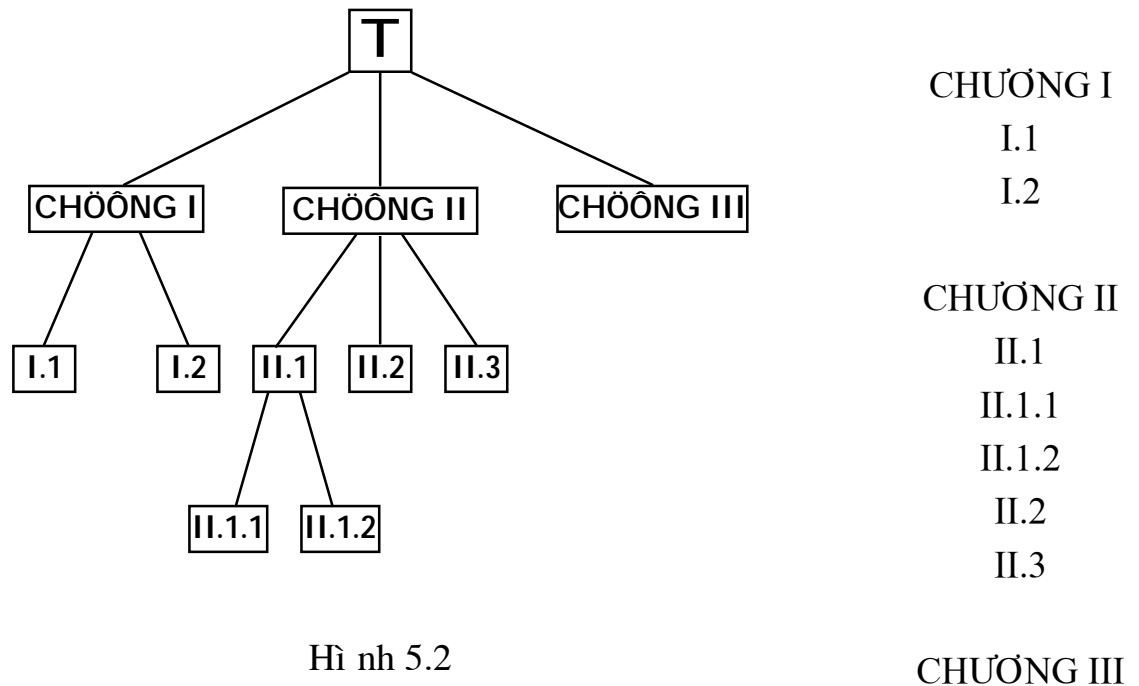 T
CHÖÔNG I
CHÖÔNG II
CHÖÔNG III
I.1
I.2
II.1
II.2
II.3
II.1.1
II.1.2
Hì nh 5.2
CHƯƠNG I
I.1
I.2
CHƯƠNG II
II.1
II.1.1
II.1.2
II.2
II.3
CHƯƠNG III